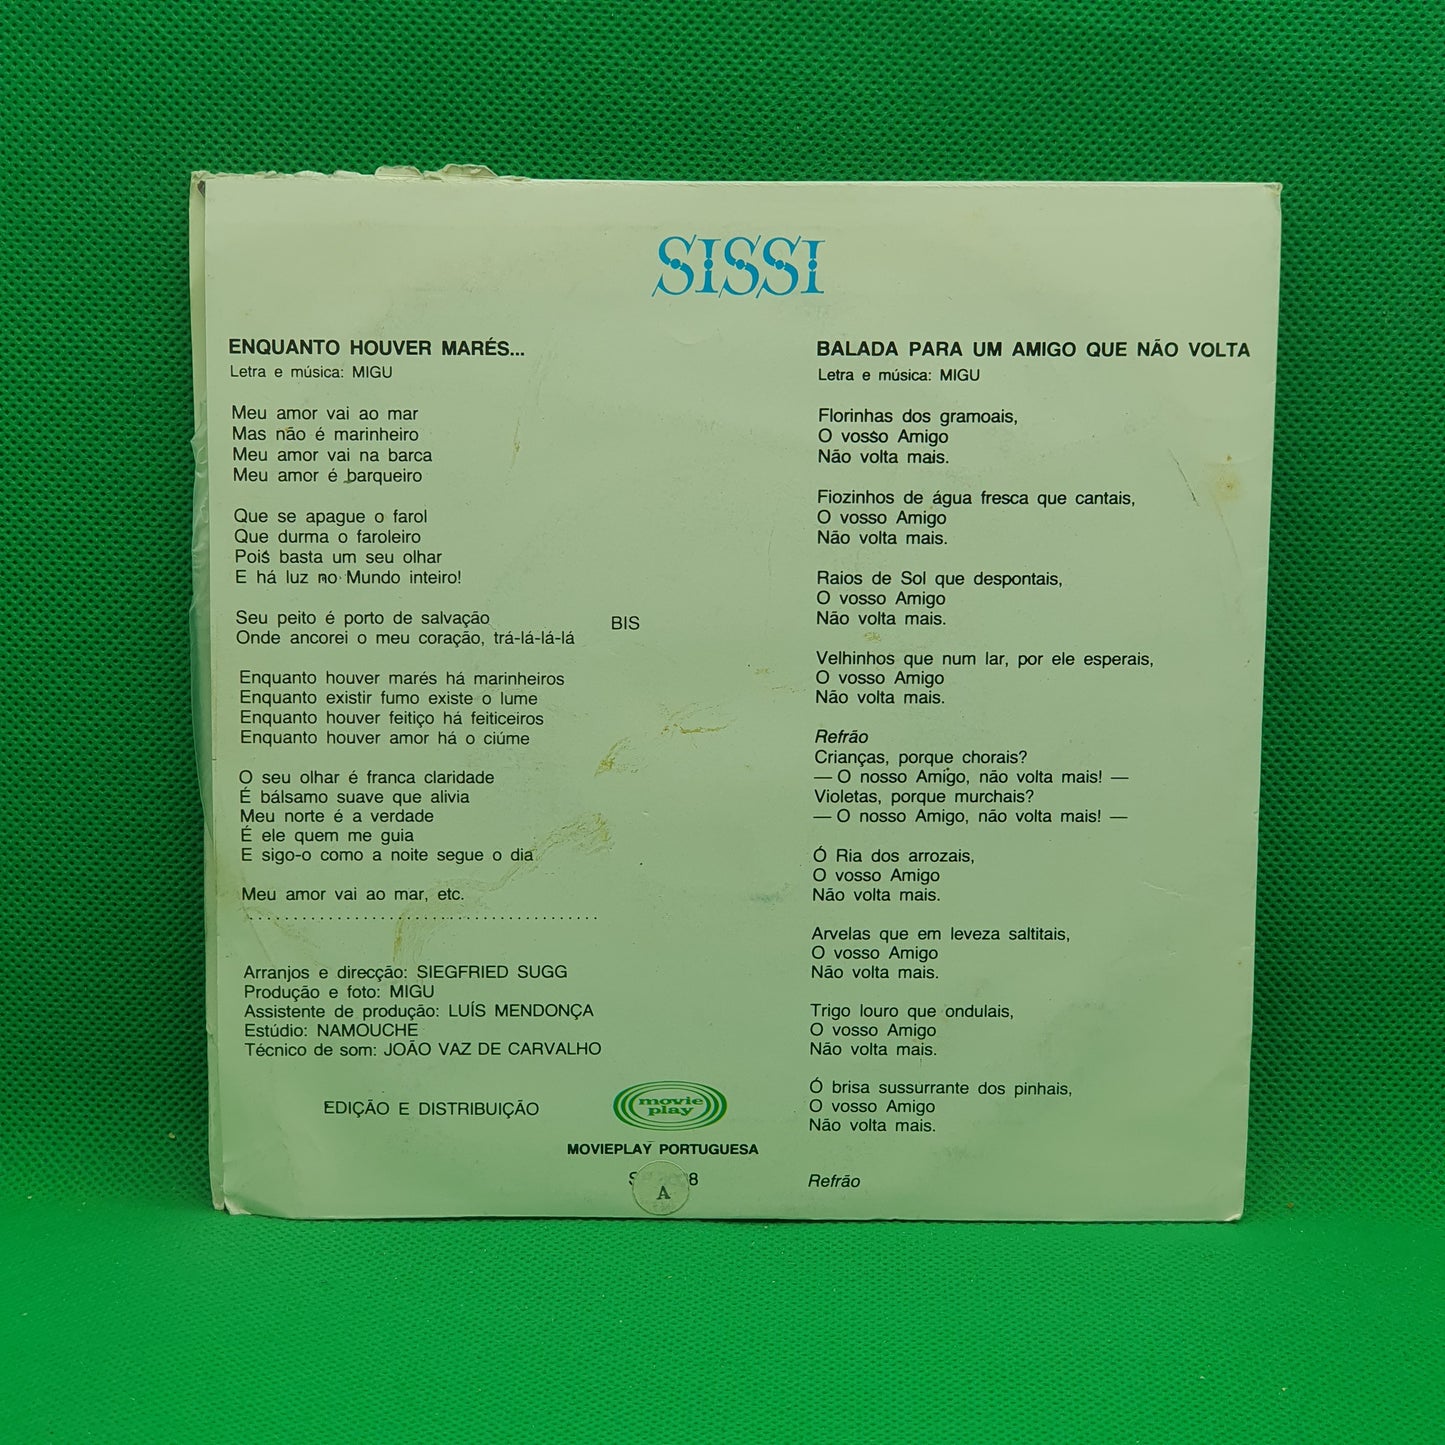 SISSI
ENQUANTO HOUVER MARÉS...
Letra e música: MIGU
Meu amor vai ao mar
Mas não é marinheiro
Meu amor vai na barca
Meu amor é barqueiro
Que se apague o farol
Que durma o faroleiro
Pois basta um seu olhar
E há luz no Mundo inteiro!
Seu peito é porto de salvação
Onde ancorei o meu coração, trá-lá-lá-lá
BIS
Enquanto houver marés há marinheiros
Enquanto existir fumo existe o lume
Enquanto houver feitiço há feiticeiros
Enquanto houver amor há o ciúme
O seu olhar é franca claridade
É bálsamo suave que alivia
Meu norte é a verdade
É ele quem me guia
E sigo-o como a noite segue o dia
Meu amor vai ao mar, etc.
Arranjos e direcção: SIEGFRIED SUGG
Produção e foto: MIGU
Assistente de produção: LUÍS MENDONÇA
Estúdio: NAMOUCHE
Técnico de som: JOÃO VAZ DE CARVALHO
EDIÇÃO E DISTRIBUIÇÃO
movie
play
MOVIEPLAY PORTUGUESA
A
BALADA PARA UM AMIGO QUE NÃO VOLTA
Letra e música: MIGU
Florinhas dos gramoais,
O vosso Amigo
Não volta mais.
Fiozinhos de água fresca que cantais,
O vosso Amigo
Não volta mais.
Raios de Sol que despontais,
O vosso Amigo
Não volta mais.
Velhinhos que num lar, por ele esperais,
O vosso Amigo
Não volta mais.
Refrão
Crianças, porque chorais?
— O nosso Amigo, não volta mais! —
Violetas, porque murchais?
— O nosso Amigo, não volta mais! —
Ó Ria dos arrozais,
O vosso Amigo
Não volta mais.
Arvelas que em leveza saltitais,
O vosso Amigo
Não volta mais.
Trigo louro que ondulais,
O vosso Amigo
Não volta mais.
Ó brisa sussurrante dos pinhais,
O vosso Amigo
Não volta mais.
Refrão